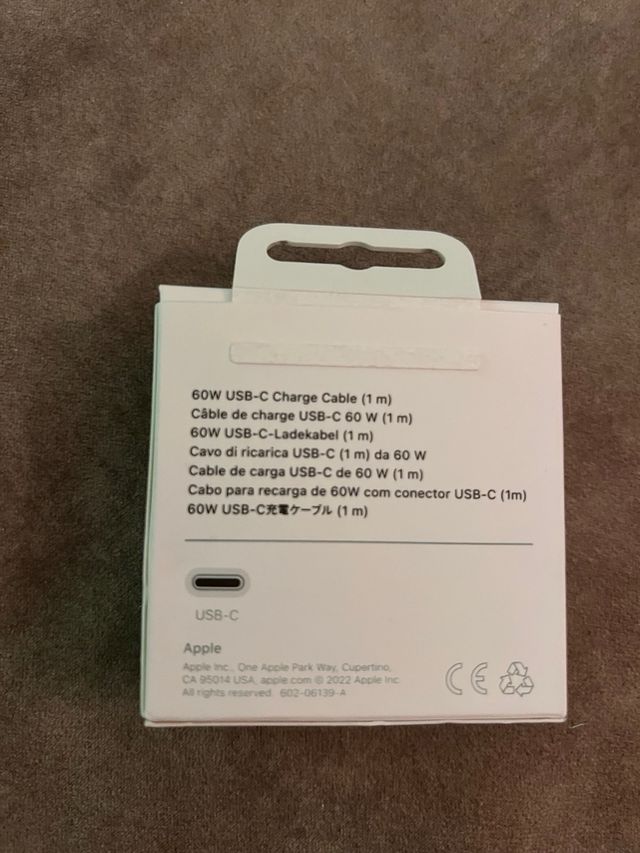 60W USB-C Charge Cable (1 m)
Câble de charge USB-C 60 W (1 m)
60W USB-C-Ladekabel (1 m)
Cavo di ricarica USB-C (1 m) da 60 W
Cable de carga USB-C de 60 W (1 m)
Cabo para recarga de 60W com conector USB-C (1m)
60W USB-C充電ケーブル (1 m)
USB-C
Apple
Apple Inc., One Apple Park Way, Cupertino,
CA 95014 USA, apple.com © 2022 Apple Inc.
All rights reserved. 602-06139-A
CE